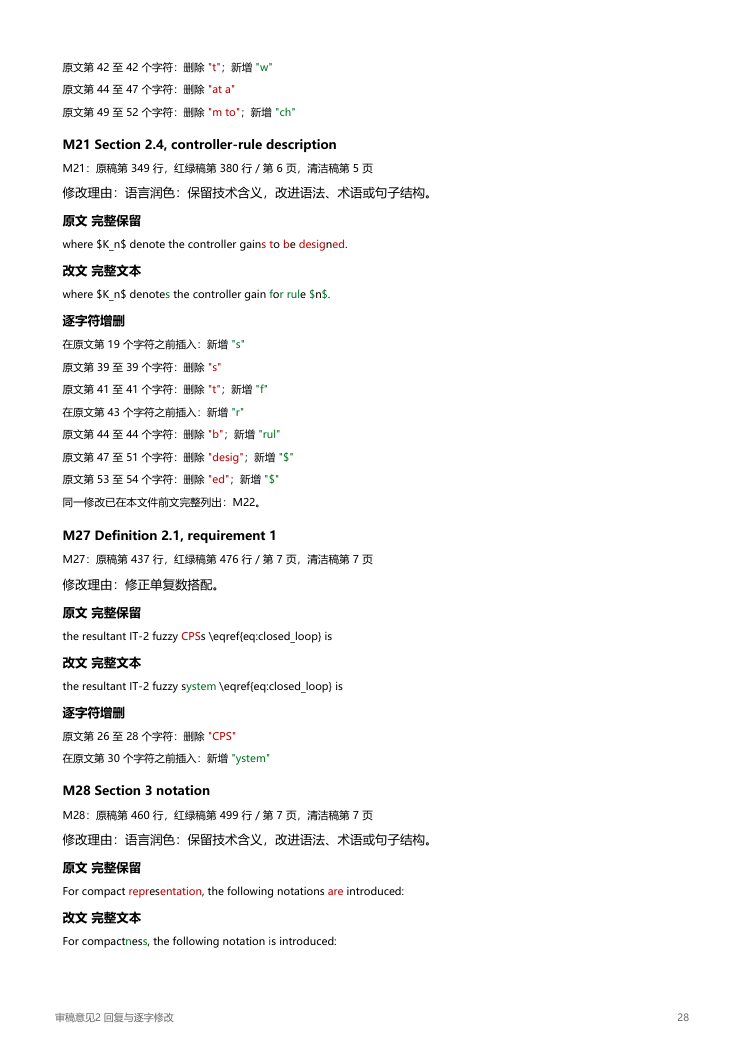 原文第 42 至 42 个字符：删除 "t"；新增 "w"
原文第 44 至 47 个字符：删除 "at a"
原文第 49 至 52 个字符：删除 "m to"；新增 "ch"
M21 Section 2.4, controller-rule description
M21：原稿第 349 行，红绿稿第 380 行 / 第 6 页，清洁稿第 5 页
修改理由：语言润色：保留技术含义，改进语法、术语或句子结构。
原文 完整保留
where $K_n$ denote the controller gains to be designed.
改文 完整文本
where $K_n$ denotes the controller gain for rule $n$.
逐字符增删
在原文第 19 个字符之前插入：新增 "s"
原文第 39 至 39 个字符：删除 "s"
原文第 41 至 41 个字符：删除 "t"；新增 "f"
在原文第 43 个字符之前插入：新增 "r"
原文第 44 至 44 个字符：删除 "b"；新增 "rul"
原文第 47 至 51 个字符：删除 "desig"；新增 "$"
原文第 53 至 54 个字符：删除 "ed"；新增 "$"
同一修改已在本文件前文完整列出：M22。
M27 Definition 2.1, requirement 1
M27：原稿第 437 行，红绿稿第 476 行 / 第 7 页，清洁稿第 7 页
修改理由：修正单复数搭配。
原文 完整保留
the resultant IT-2 fuzzy CPSs \eqref{eq:closed_loop} is
改文 完整文本
the resultant IT-2 fuzzy system \eqref{eq:closed_loop} is
逐字符增删
原文第 26 至 28 个字符：删除 "CPS"
在原文第 30 个字符之前插入：新增 "ystem"
M28 Section 3 notation
M28：原稿第 460 行，红绿稿第 499 行 / 第 7 页，清洁稿第 7 页
修改理由：语言润色：保留技术含义，改进语法、术语或句子结构。
原文 完整保留
For compact representation, the following notations are introduced:
改文 完整文本
For compactness, the following notation is introduced:
审稿意见2 回复与逐字修改
28